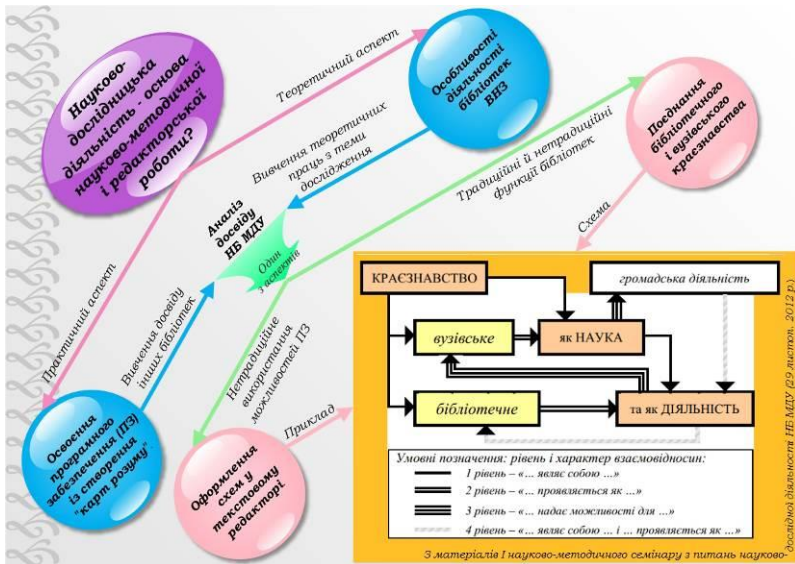 Науково-
дослідницька
діяльність - основа
науково-методичної
і редакторської
роботи?
Теоретичний аспект
Особливості
діяльності
бібліотек
ВНЗ
Поєднання
бібліотечного
і вузівського
краєзнавства
Вивчення теоретичних
праць з теми
дослідження
Традиційні й нетрадиційні
функції бібліотек
Аналіз
досвіду
НБ МДУ
Один
з аспектів
Схема
Практичний аспект
Вивчення досвіду
інших бібліотек
Нетрадиційне
використання
можливостей ПЗ
Освоєння
програмного
забезпечення (ПЗ)
із створення
"карт розуму"
Оформлення
схем у
текстовому
редакторі
Приклад
КРАЄЗНАВСТВО
громадська діяльність
вузівське
як НАУКА
бібліотечне
та як ДІЯЛЬНІСТЬ
Умовні позначення: рівень і характер взаємовідносин:
1 рівень – «... являє собою ...»
2 рівень – «... проявляється як ...»
3 рівень – «... надає можливості для ...»
4 рівень – «... являє собою ... і ... проявляється як ...»
З матеріалів І науково-методичного семінару з питань науково-
дослідної діяльності НБ МДУ (29 листоп. 2012 р.)